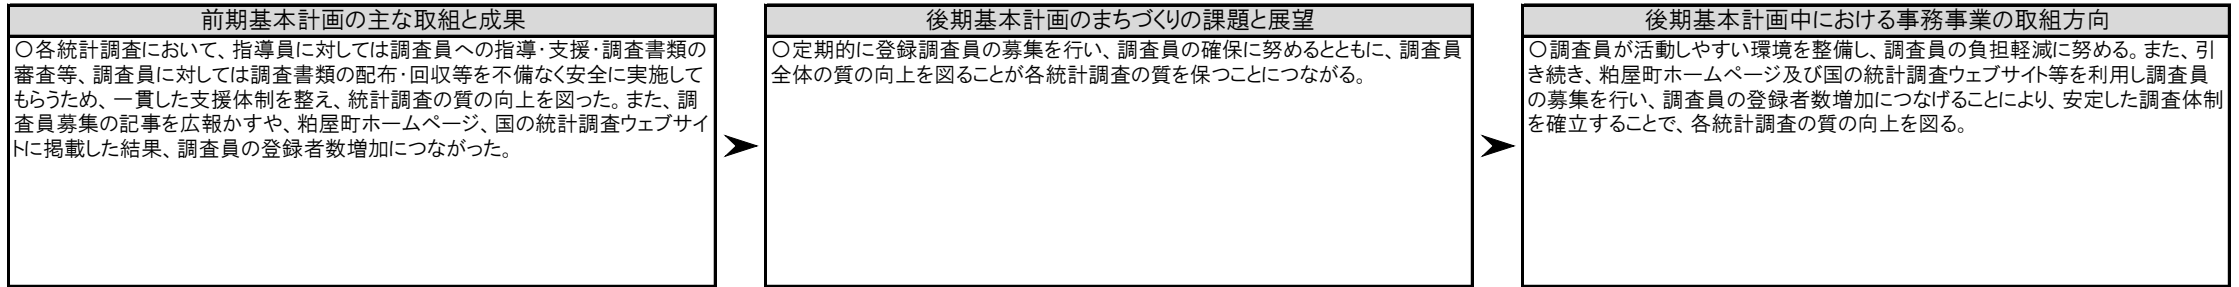 前期基本計画の主な取組と成果
〇各統計調査において、指導員に対しては調査員への指導・支援・調査書類の
審査等、調査員に対しては調査書類の配布・回収等を不備なく安全に実施して
もらうため、一貫した支援体制を整え、統計調査の質の向上を図った。また、調
査員募集の記事を広報かすや、粕屋町ホームページ、国の統計調査ウェブサイ
トに掲載した結果、調査員の登録者数増加につながった。
後期基本計画のまちづくりの課題と展望
〇定期的に登録調査員の募集を行い、調査員の確保に努めるとともに、調査員
全体の質の向上を図ることが各統計調査の質を保つことにつながる。
後期基本計画中における事務事業の取組方向
〇調査員が活動しやすい環境を整備し、調査員の負担軽減に努める。また、引
き続き、粕屋町ホームページ及び国の統計調査ウェブサイト等を利用し調査員
の募集を行い、調査員の登録者数増加につなげることにより、安定した調査体制
を確立することで、各統計調査の質の向上を図る。